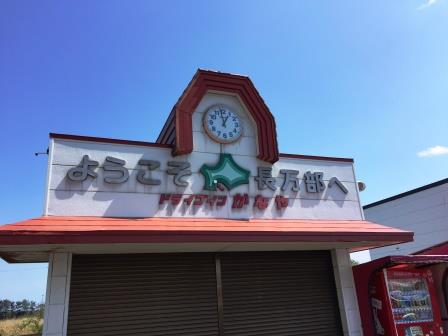 ようこそ 長万部へ
ドライブイン かなや